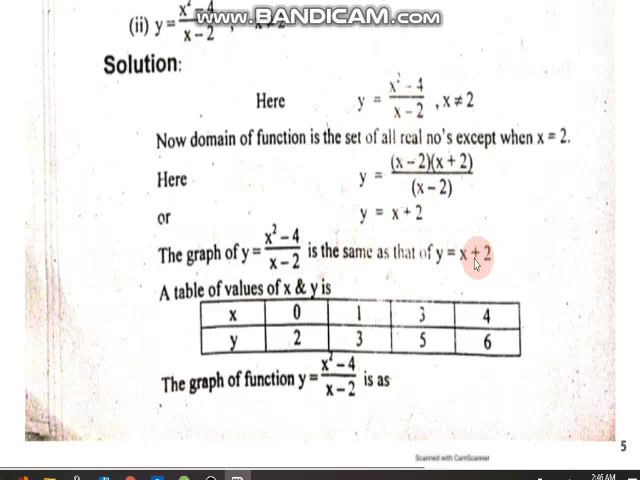 www.BANDICAM.com
(ii) y = x² – 4 / x – 2 ,
Solution:
Here y = x² – 4 / x – 2 , x ≠ 2
Now domain of function is the set of all real no's except when x = 2.
Here y = (x – 2)(x + 2) / (x – 2)
or y = x + 2
The graph of y = x² – 4 / x – 2 is the same as that of y = x + 2
A table of values of x & y is
x 0 1 3 4
y 2 3 5 6
The graph of function y = x² – 4 / x – 2 is as
5
Scanned with CamScanner
2:46 AM